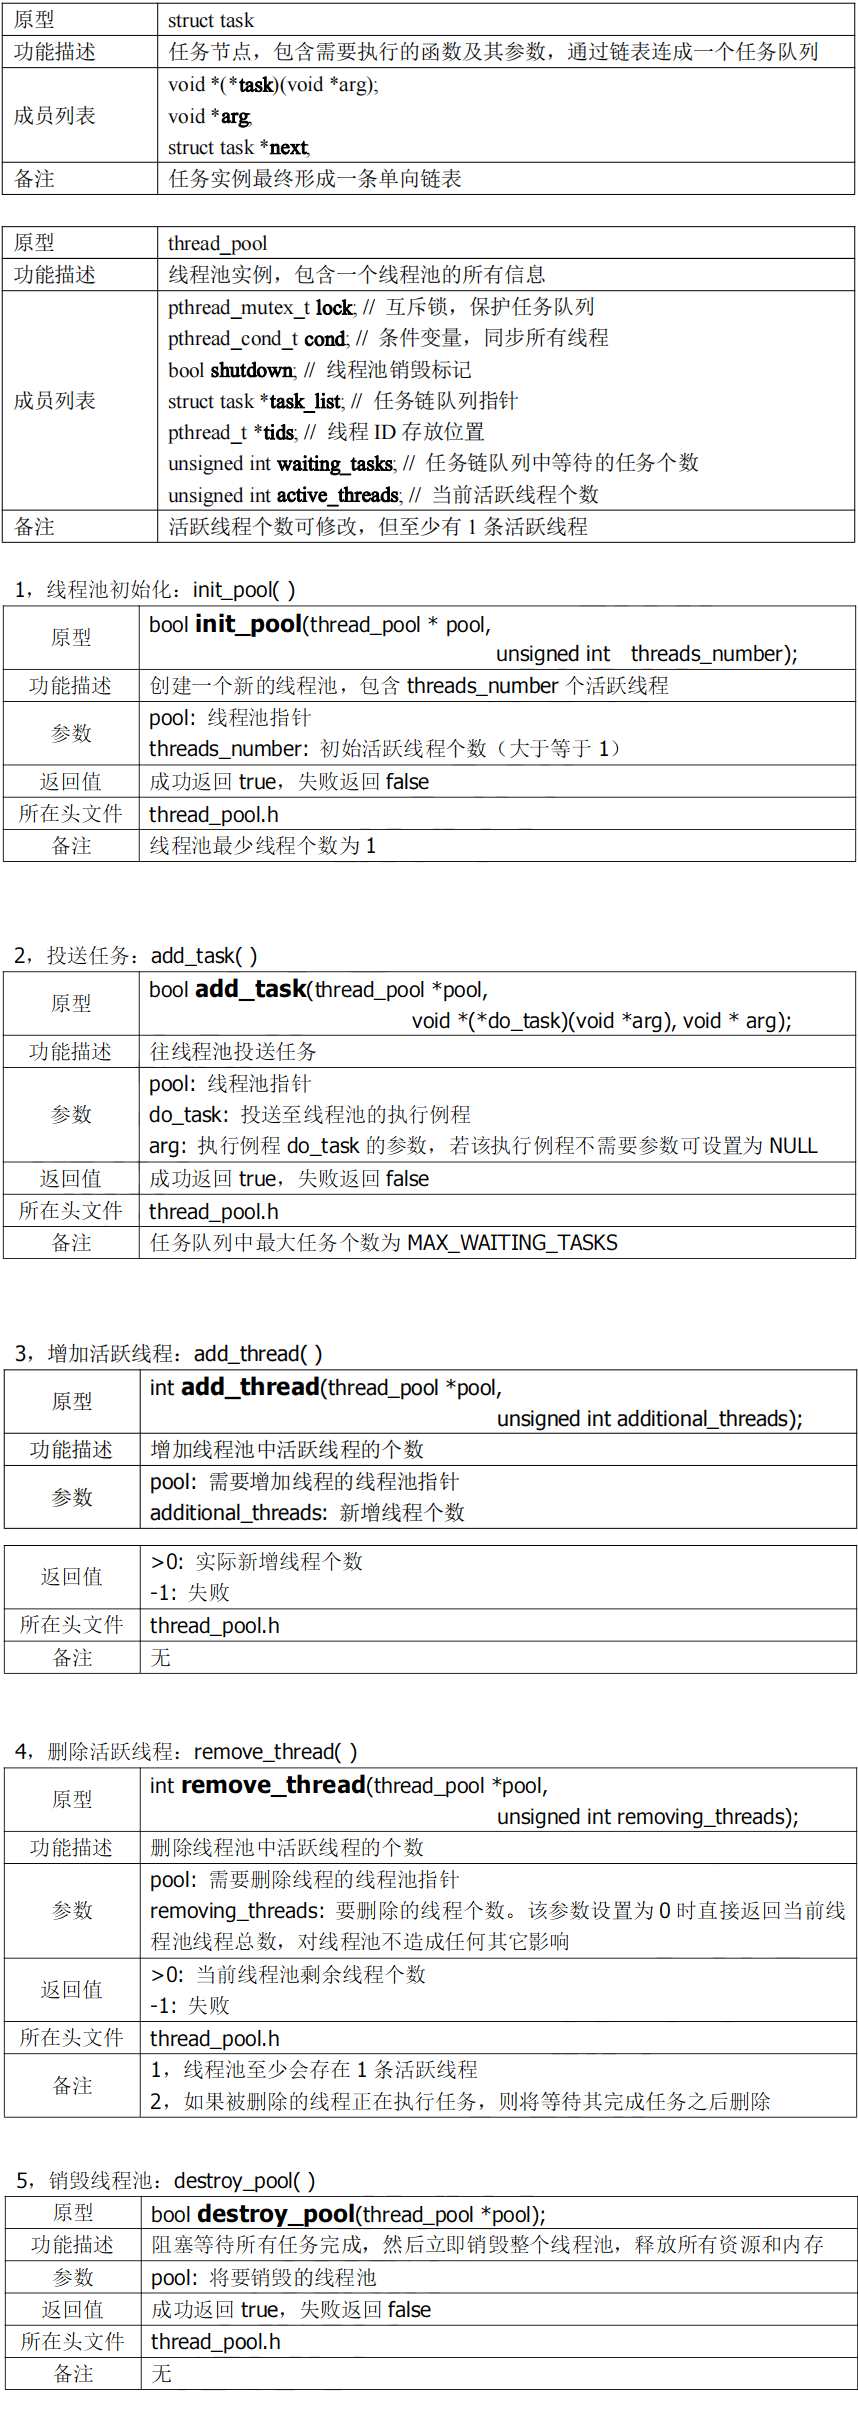 原型 struct task
功能描述 任务节点，包含需要执行的函数及其参数，通过链表连成一个任务队列
void *(*task)(void *arg);
成员列表 void *arg;
struct task *next;
备注 任务实例最终形成一条单向链表
原型 thread_pool
功能描述 线程池实例，包含一个线程池的所有信息
pthread_mutex_t lock; // 互斥锁，保护任务队列
pthread_cond_t cond; // 条件变量，同步所有线程
bool shutdown; // 线程池销毁标记
成员列表 struct task *task_list; // 任务链队列指针
pthread_t *tids; // 线程 ID 存放位置
unsigned int waiting_tasks; // 任务链队列中等待的任务个数
unsigned int active_threads; // 当前活跃线程个数
备注 活跃线程个数可修改，但至少有 1 条活跃线程
1，线程池初始化：init_pool( )
原型 bool init_pool(thread_pool * pool,
unsigned int threads_number);
功能描述 创建一个新的线程池，包含 threads_number 个活跃线程
参数 pool: 线程池指针
threads_number: 初始活跃线程个数（大于等于 1）
返回值 成功返回 true，失败返回 false
所在头文件 thread_pool.h
备注 线程池最少线程个数为 1
2，投送任务：add_task( )
原型 bool add_task(thread_pool *pool,
void *(*do_task)(void *arg), void * arg);
功能描述 往线程池投送任务
pool: 线程池指针
参数 do_task: 投送至线程池的执行例程
arg: 执行例程 do_task 的参数，若该执行例程不需要参数可设置为 NULL
返回值 成功返回 true，失败返回 false
所在头文件 thread_pool.h
备注 任务队列中最大任务个数为 MAX_WAITING_TASKS
3，增加活跃线程：add_thread( )
原型 int add_thread(thread_pool *pool,
unsigned int additional_threads);
功能描述 增加线程池中活跃线程的个数
参数 pool: 需要增加线程的线程池指针
additional_threads: 新增线程个数
返回值 >0: 实际新增线程个数
-1: 失败
所在头文件 thread_pool.h
备注 无
4，删除活跃线程：remove_thread( )
原型 int remove_thread(thread_pool *pool,
unsigned int removing_threads);
功能描述 删除线程池中活跃线程的个数
pool: 需要删除线程的线程池指针
参数 removing_threads: 要删除的线程个数。该参数设置为 0 时直接返回当前线
程池线程总数，对线程池不造成任何其它影响
返回值 >0: 当前线程池剩余线程个数
-1: 失败
所在头文件 thread_pool.h
备注 1，线程池至少会存在 1 条活跃线程
2，如果被删除的线程正在执行任务，则将等待其完成任务之后删除
5，销毁线程池：destroy_pool( )
原型 bool destroy_pool(thread_pool *pool);
功能描述 阻塞等待所有任务完成，然后立即销毁整个线程池，释放所有资源和内存
参数 pool: 将要销毁的线程池
返回值 成功返回 true，失败返回 false
所在头文件 thread_pool.h
备注 无